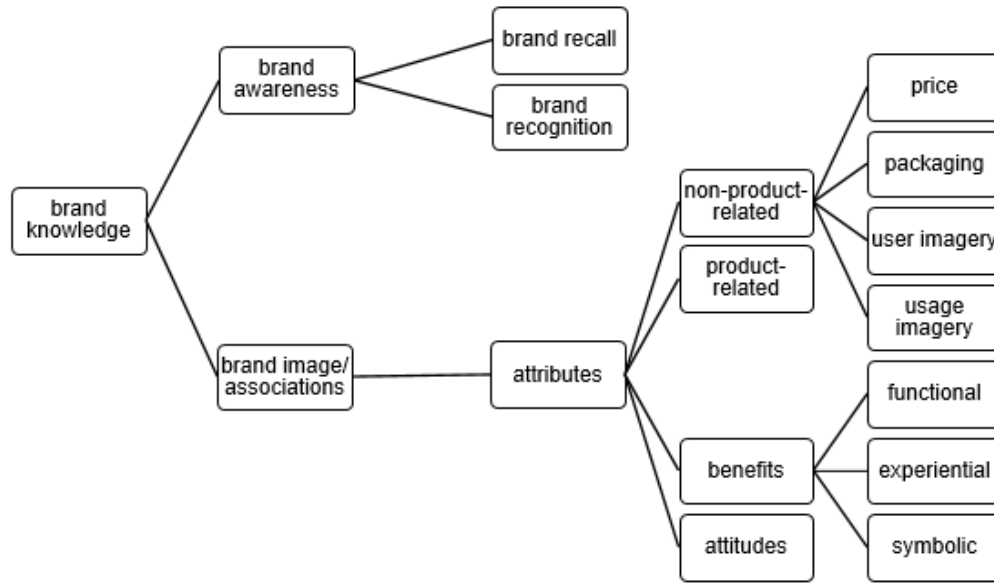 brand
knowledge
brand
awareness
brand recall
brand
recognition
brand image/
associations
attributes
non-product-
related
price
packaging
user imagery
usage
imagery
product-
related
benefits
functional
experiential
symbolic
attitudes